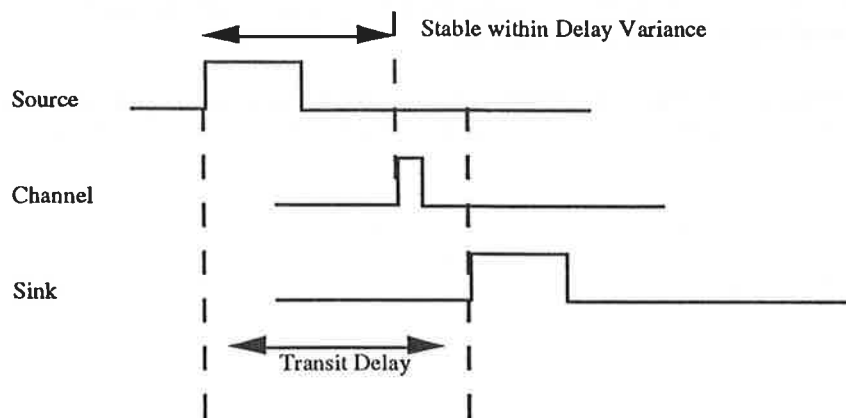 Stable within Delay Variance
Source
Channel
Sink
Transit Delay